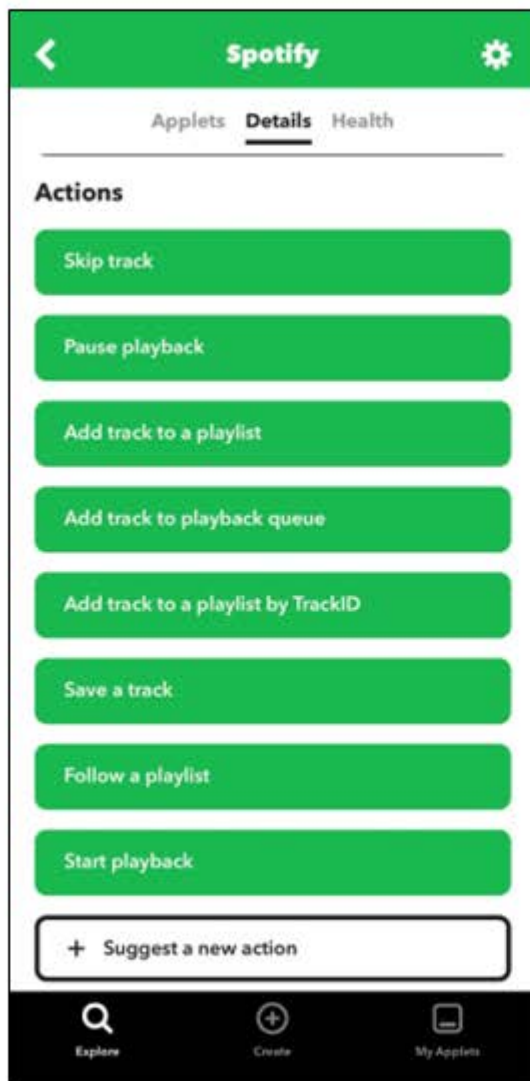 Spotify
Applets Details Health
Actions
Skip track
Pause playback
Add track to a playlist
Add track to playback queue
Add track to a playlist by TrackID
Save a track
Follow a playlist
Start playback
+ Suggest a new action
Explore Create My Applets